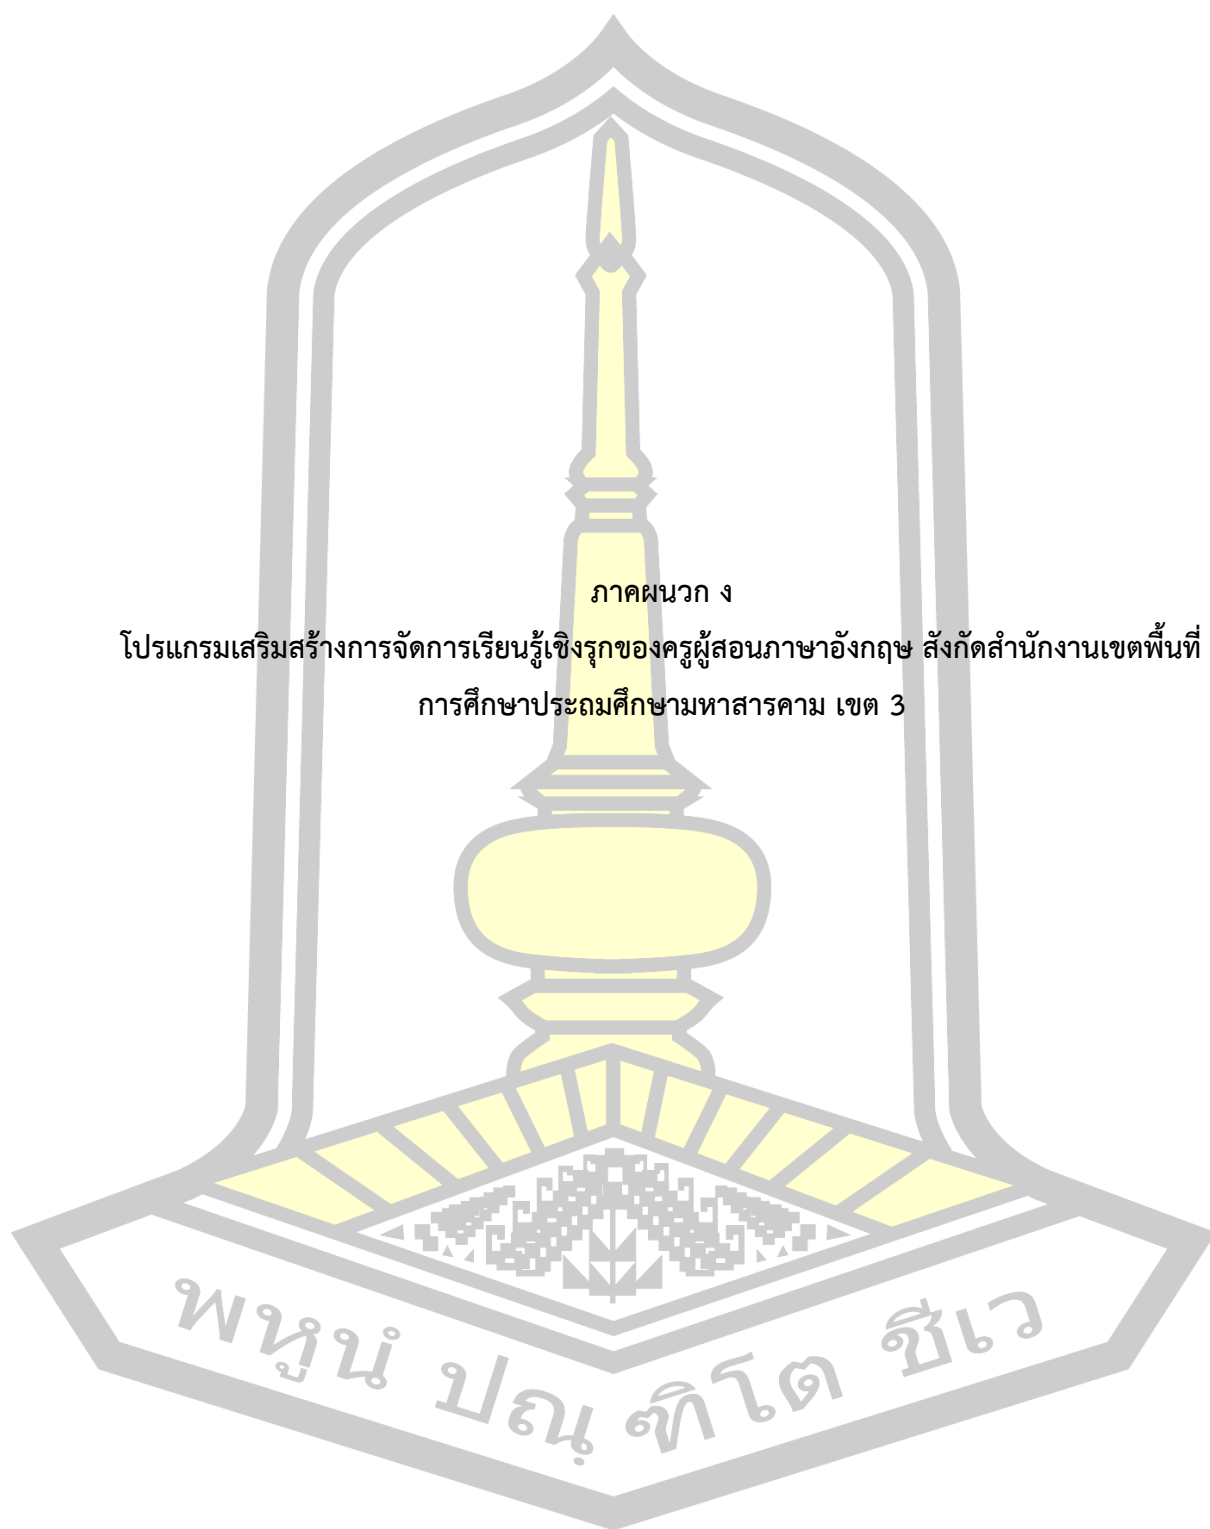 ภาคผนวก ง
โปรแกรมเสริมสร้างการจัดการเรียนรู้เชิงรุกของครูผู้สอนภาษาอังกฤษ สังกัดสำนักงานเขตพื้นที่
การศึกษาประถมศึกษามหาสารคาม เขต 3
พหูนํ ปณฺฑิโต ชีเว